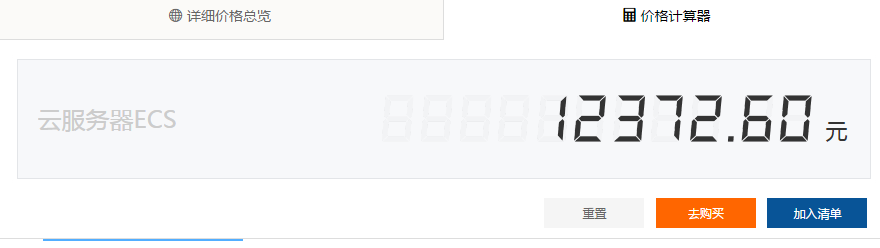 详细价格总览
价格计算器
云服务器ECS
12372.60 元
重置
去购买
加入清单